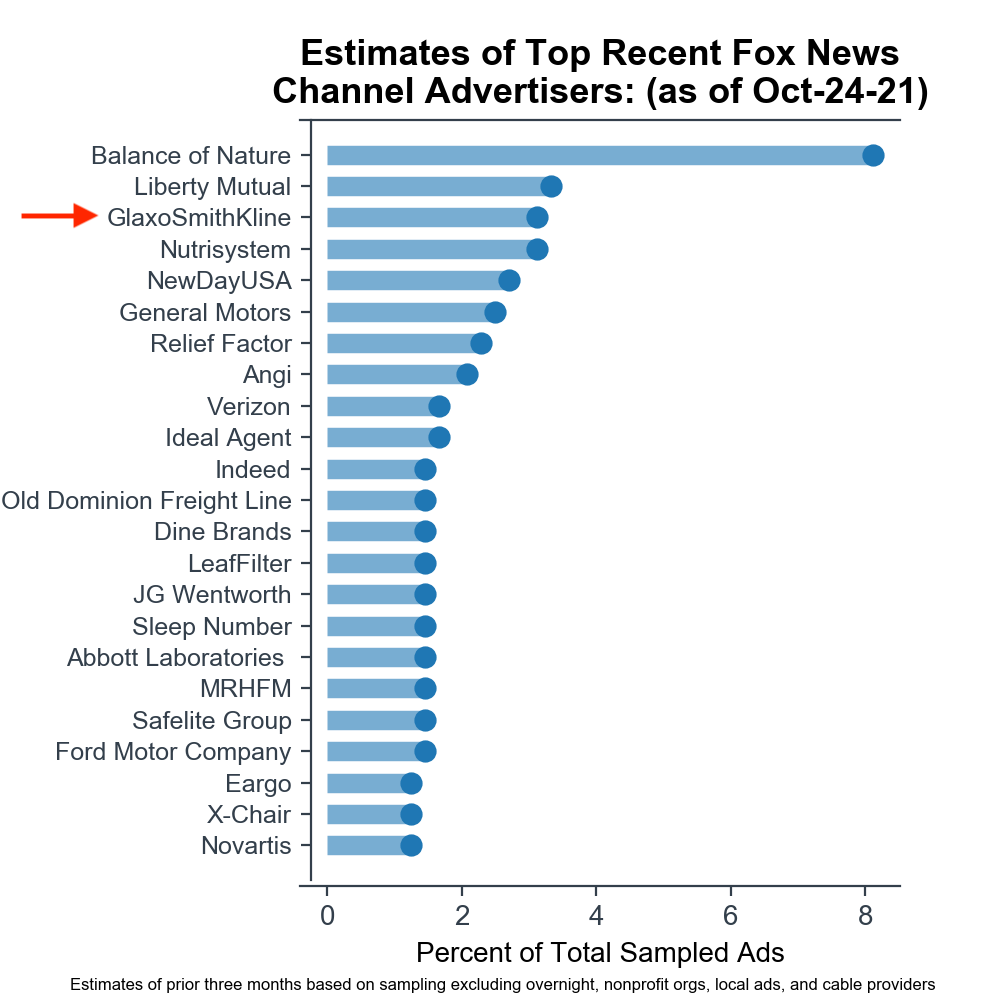 Estimates of Top Recent Fox News
Channel Advertisers: (as of Oct-24-21)
Balance of Nature
Liberty Mutual
GlaxoSmithKline
Nutrisystem
NewDayUSA
General Motors
Relief Factor
Angi
Verizon
Ideal Agent
Indeed
Old Dominion Freight Line
Dine Brands
LeafFilter
JG Wentworth
Sleep Number
Abbott Laboratories
MRHFM
Safelite Group
Ford Motor Company
Eargo
X-Chair
Novartis
0 2 4 6 8
Percent of Total Sampled Ads
Estimates of prior three months based on sampling excluding overnight, nonprofit orgs, local ads, and cable providers